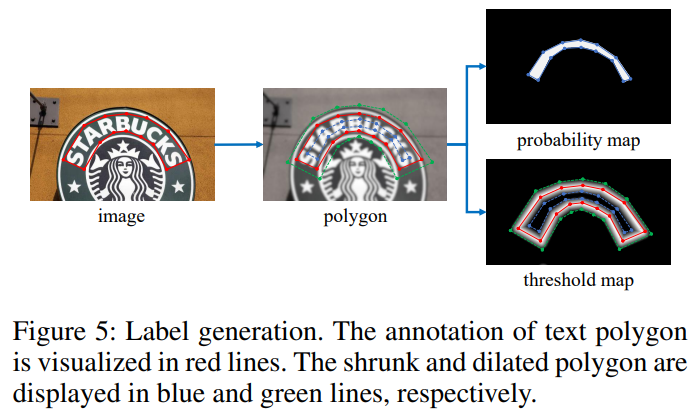 STARBUCKS
STARBUCKS
image
polygon
probability map
threshold map
Figure 5: Label generation. The annotation of text polygon
is visualized in red lines. The shrunk and dilated polygon are
displayed in blue and green lines, respectively.